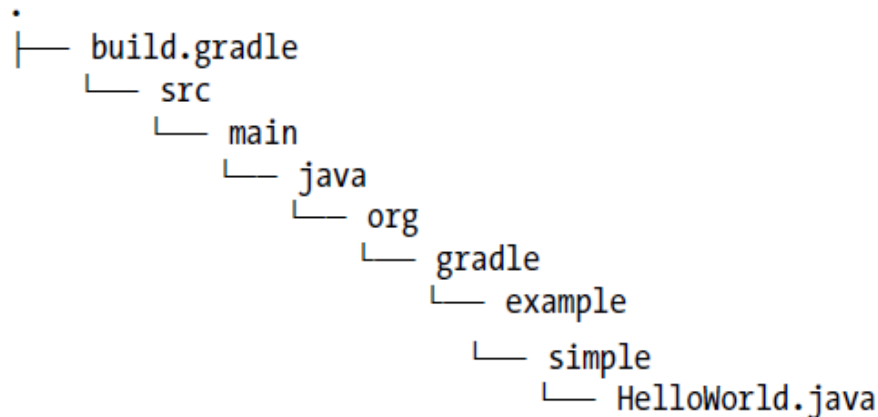 .
├── build.gradle
└── src
└── main
└── java
└── org
└── gradle
└── example
└── simple
└── HelloWorld.java